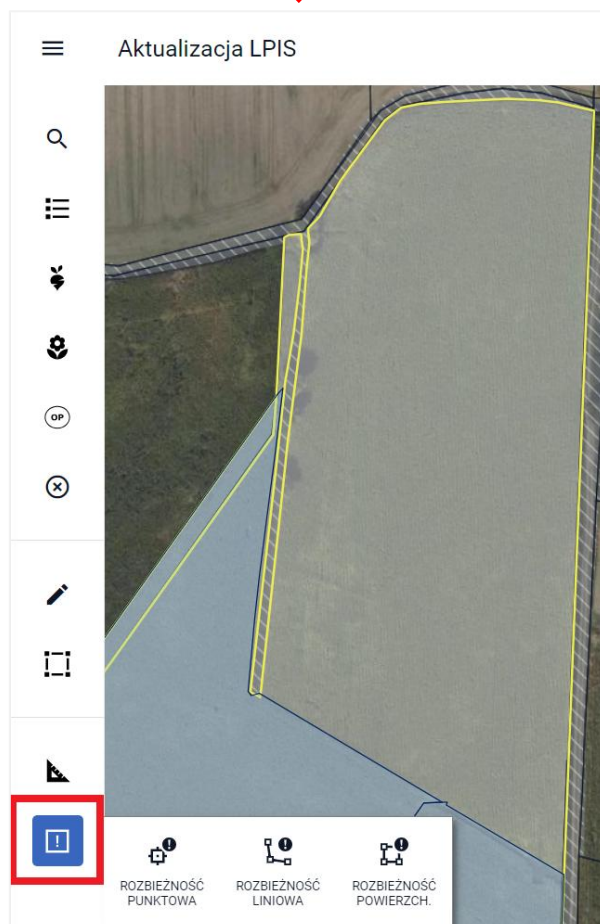 Aktualizacja LPIS
OP
ROZBIEŻNOŚĆ
PUNKTOWA
ROZBIEŻNOŚĆ
LINIOWA
ROZBIEŻNOŚĆ
POWIERZCH.